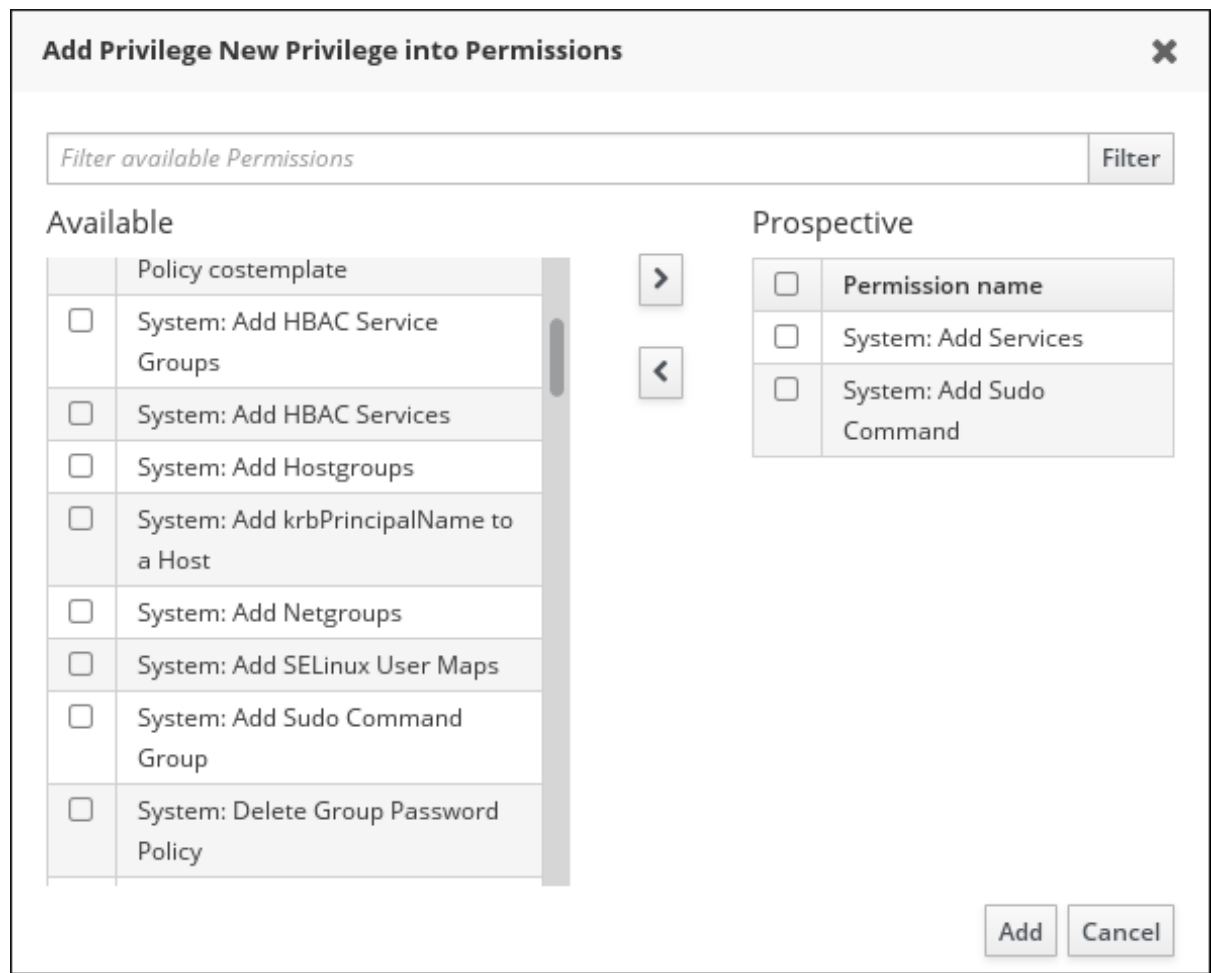 Add Privilege New Privilege into Permissions
Filter available Permissions
Filter
Available
Policy costemplate
System: Add HBAC Service
Groups
System: Add HBAC Services
System: Add Hostgroups
System: Add krbPrincipalName to
a Host
System: Add Netgroups
System: Add SELinux User Maps
System: Add Sudo Command
Group
System: Delete Group Password
Policy
Prospective
Permission name
System: Add Services
System: Add Sudo
Command
Add
Cancel